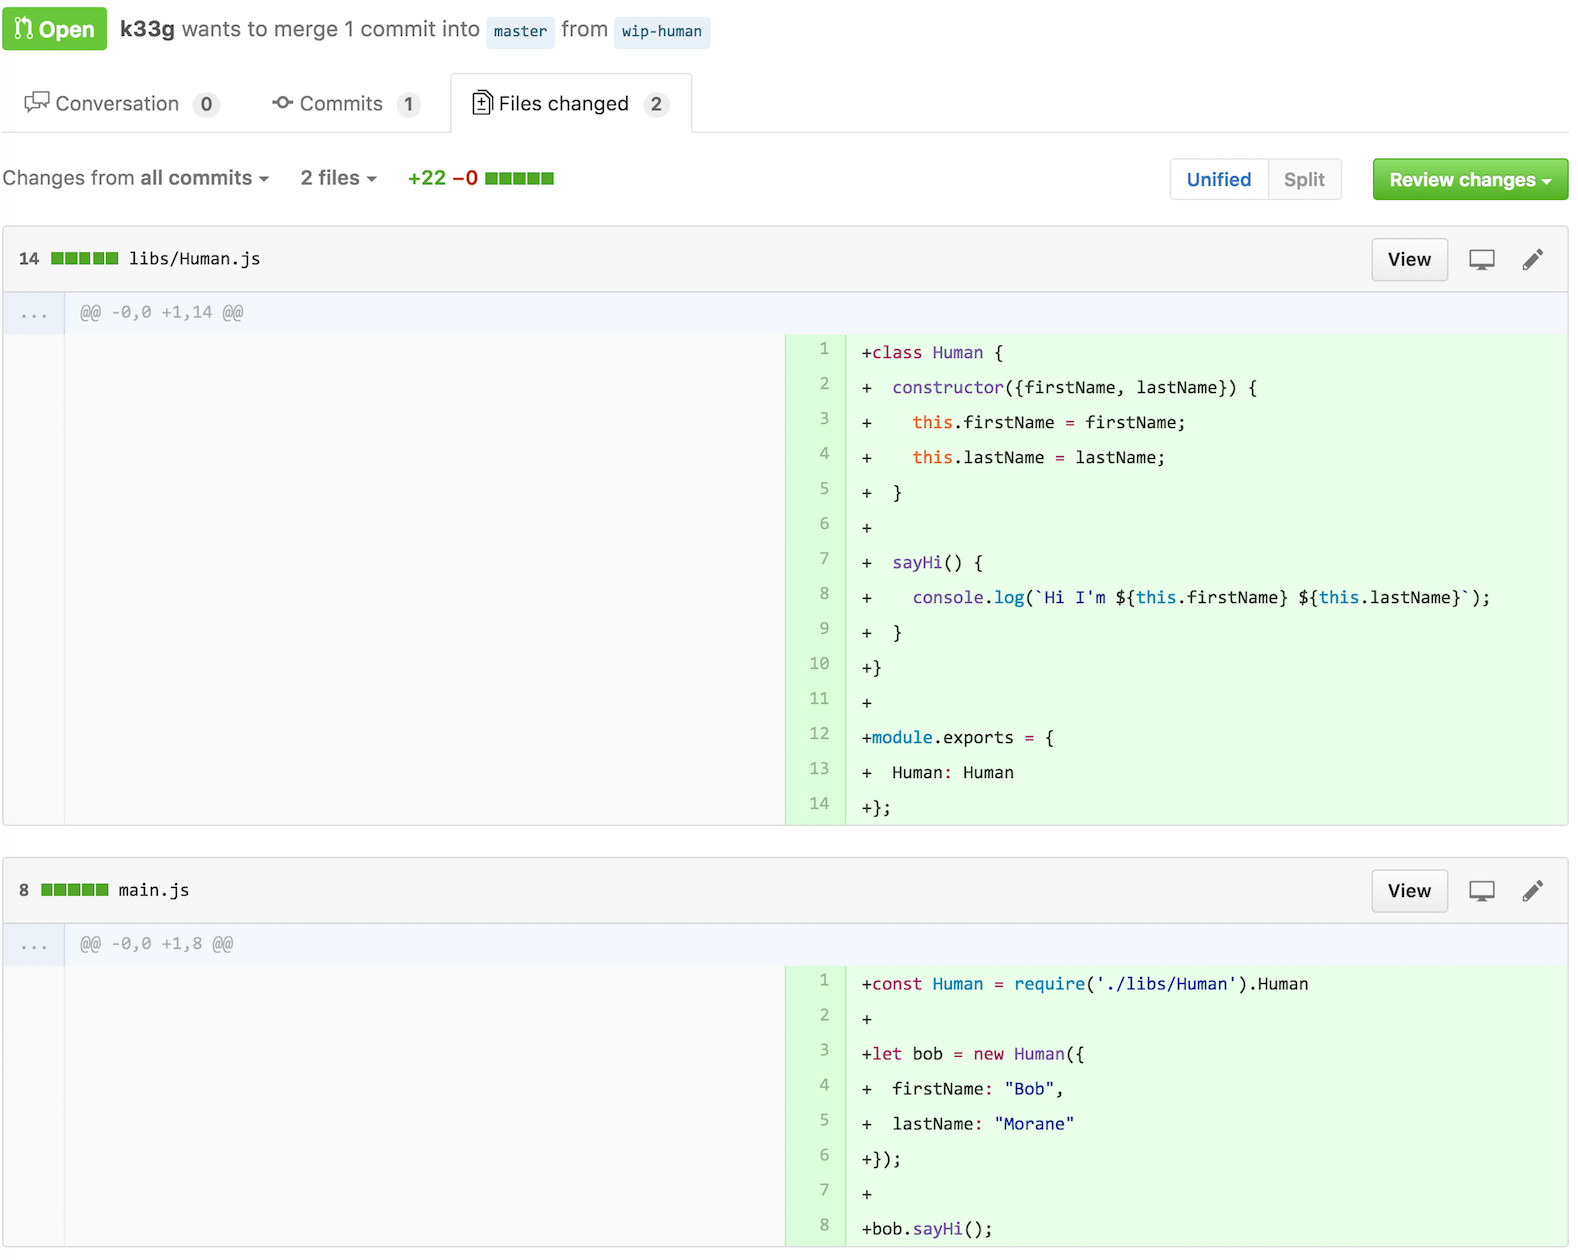 Open k33g wants to merge 1 commit into master from wip-human
Conversation 0 Commits 1 Files changed 2
Changes from all commits 2 files +22 −0 Unified Split Review changes
14 libs/Human.js View
... @@ -0,0 +1,14 @@
1 +class Human {
2 +  constructor({firstName, lastName}) {
3 +    this.firstName = firstName;
4 +    this.lastName = lastName;
5 +  }
6 +
7 +  sayHi() {
8 +    console.log(`Hi I'm ${this.firstName} ${this.lastName}`);
9 +  }
10 +}
11 +
12 +module.exports = {
13 +  Human: Human
14 +};
8 main.js View
... @@ -0,0 +1,8 @@
1 +const Human = require('./libs/Human').Human
2 +
3 +let bob = new Human({
4 +  firstName: "Bob",
5 +  lastName: "Morane"
6 +});
7 +
8 +bob.sayHi();